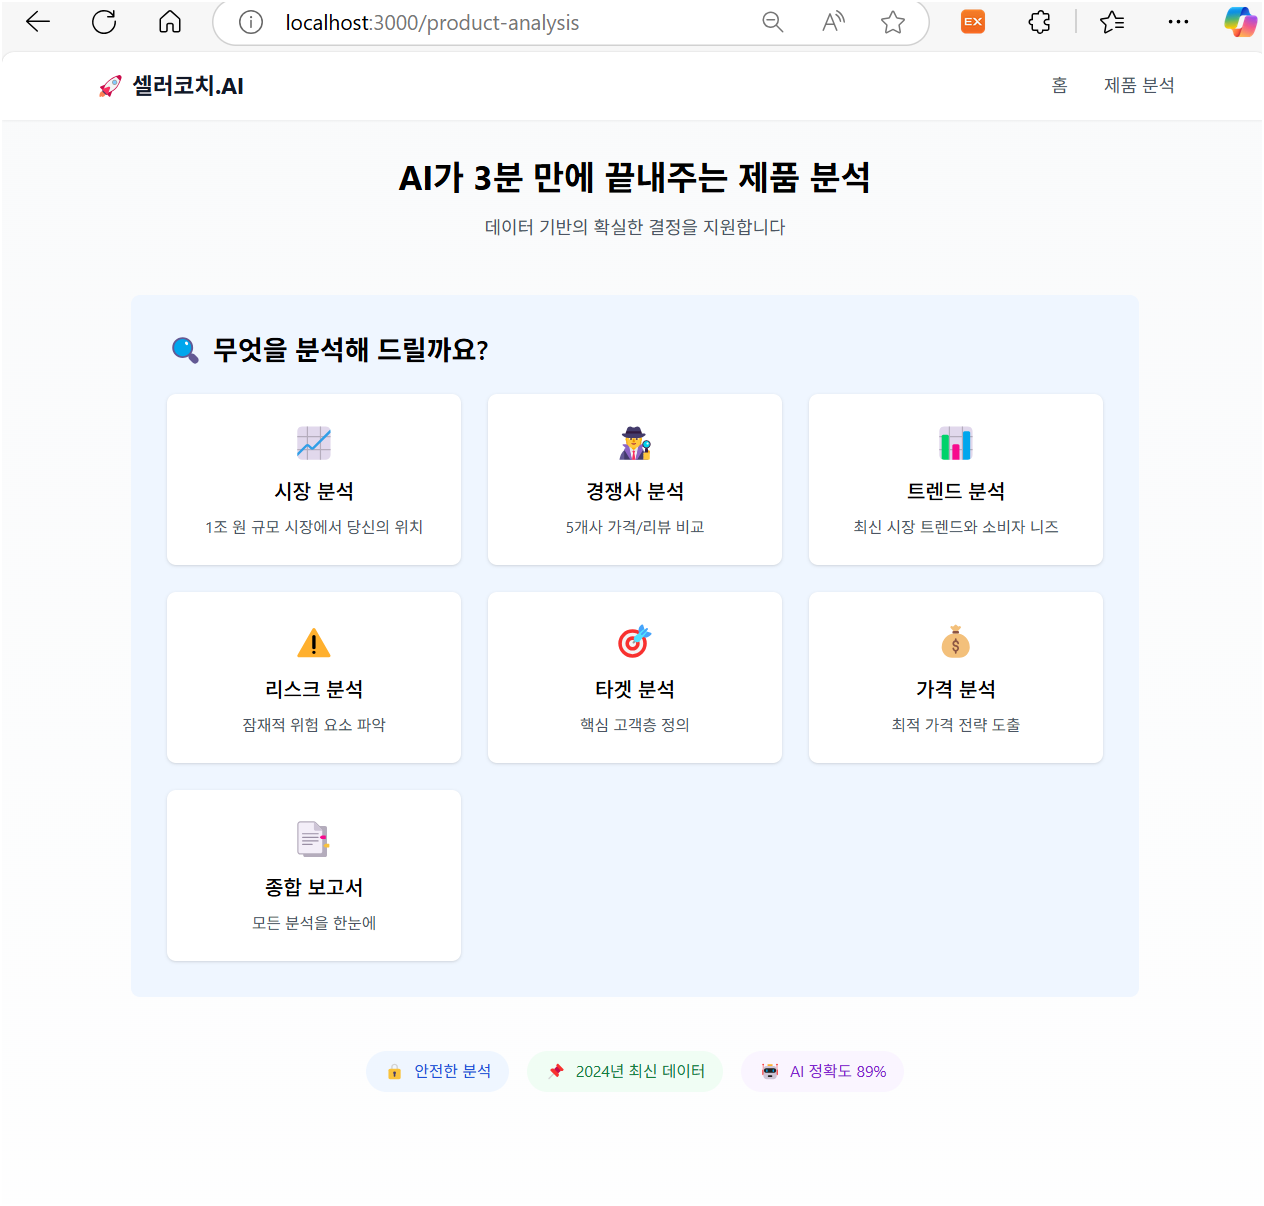 localhost:3000/product-analysis
EX
셀러코치.AI
홈 제품 분석
AI가 3분 만에 끝내주는 제품 분석
데이터 기반의 확실한 결정을 지원합니다
무엇을 분석해 드릴까요?
시장 분석
1조 원 규모 시장에서 당신의 위치
경쟁사 분석
5개사 가격/리뷰 비교
트렌드 분석
최신 시장 트렌드와 소비자 니즈
리스크 분석
잠재적 위험 요소 파악
타겟 분석
핵심 고객층 정의
가격 분석
최적 가격 전략 도출
종합 보고서
모든 분석을 한눈에
안전한 분석
2024년 최신 데이터
AI 정확도 89%